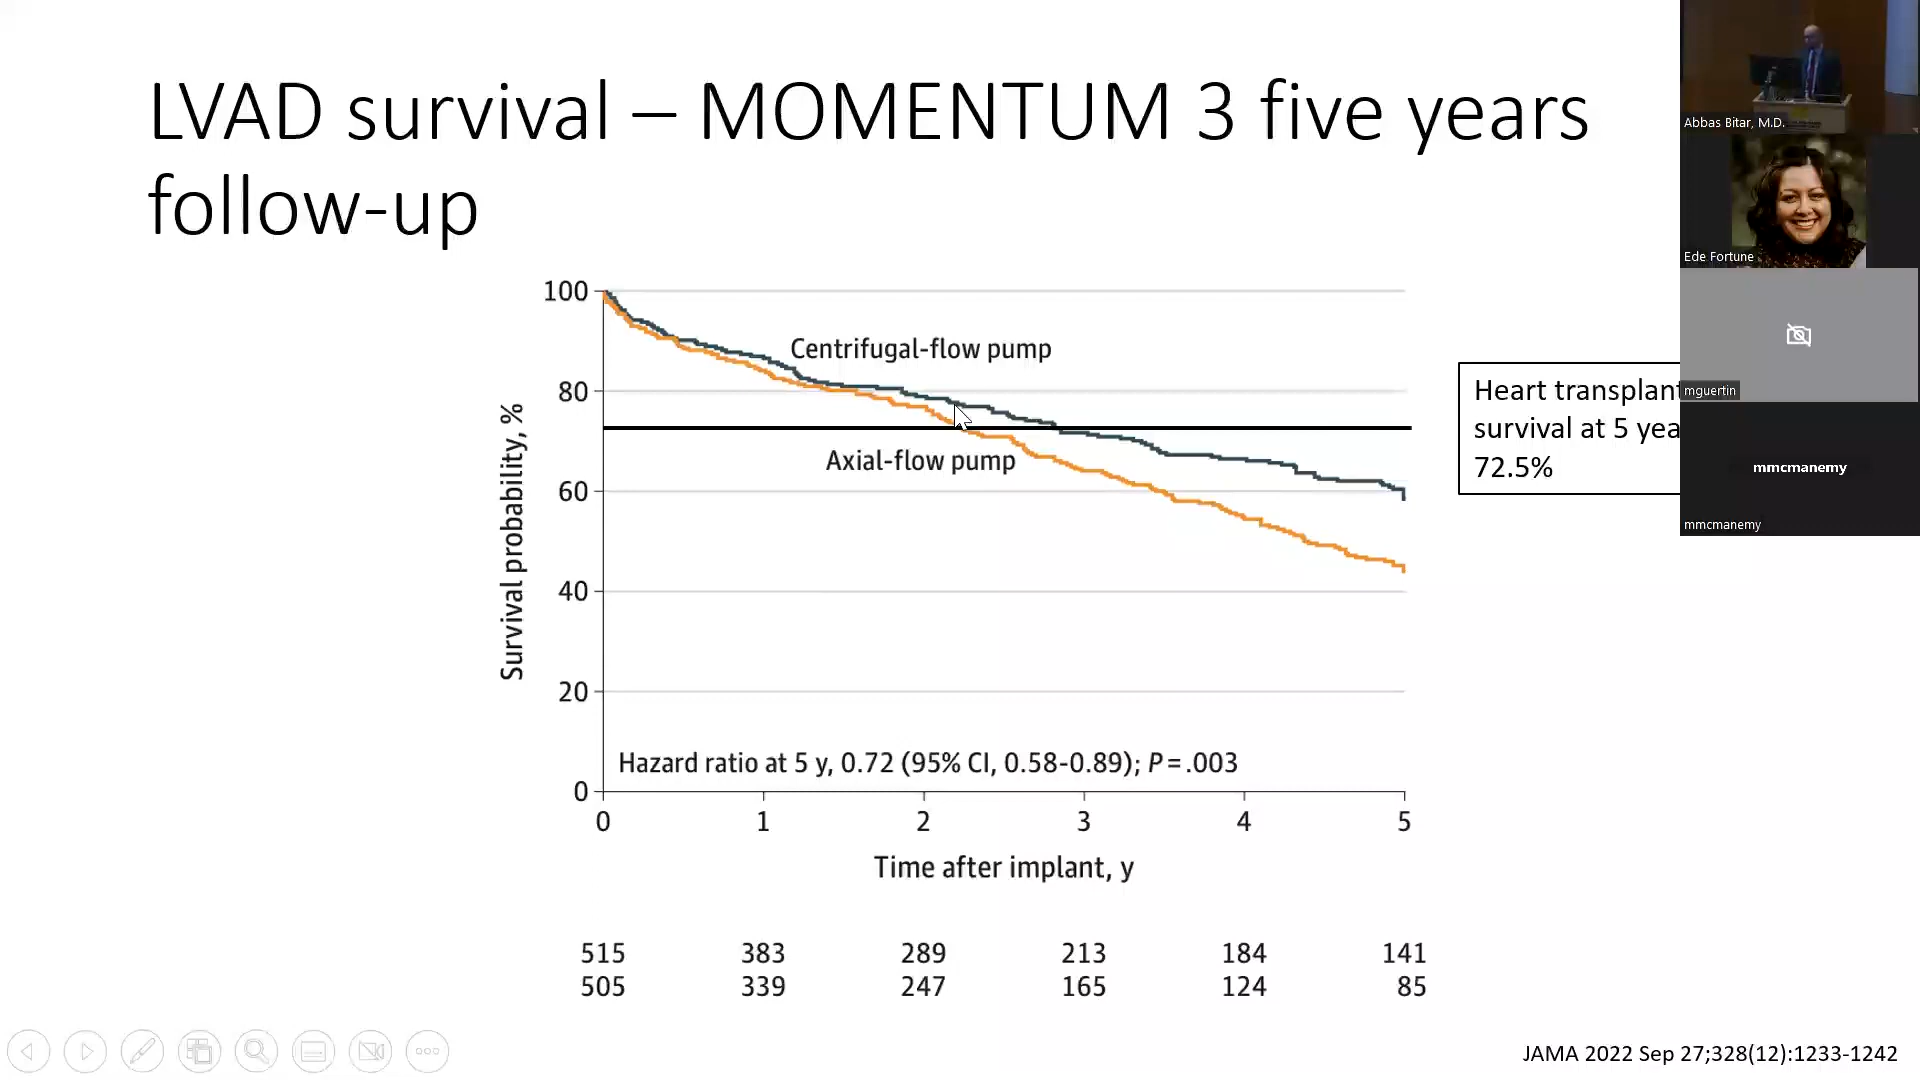 LVAD survival – MOMENTUM 3 five years
follow-up
100
80
60
40
20
0
Survival probability, %
Centrifugal-flow pump
Axial-flow pump
Hazard ratio at 5 y, 0.72 (95% CI, 0.58-0.89); P = .003
0 1 2 3 4 5
Time after implant, y
515 383 289 213 184 141
505 339 247 165 124 85
Heart transplant
survival at 5 yea
72.5%
JAMA 2022 Sep 27;328(12):1233-1242
Abbas Bitar, M.D.
Ede Fortune
mguertin
mmcmanemy
mmcmanemy